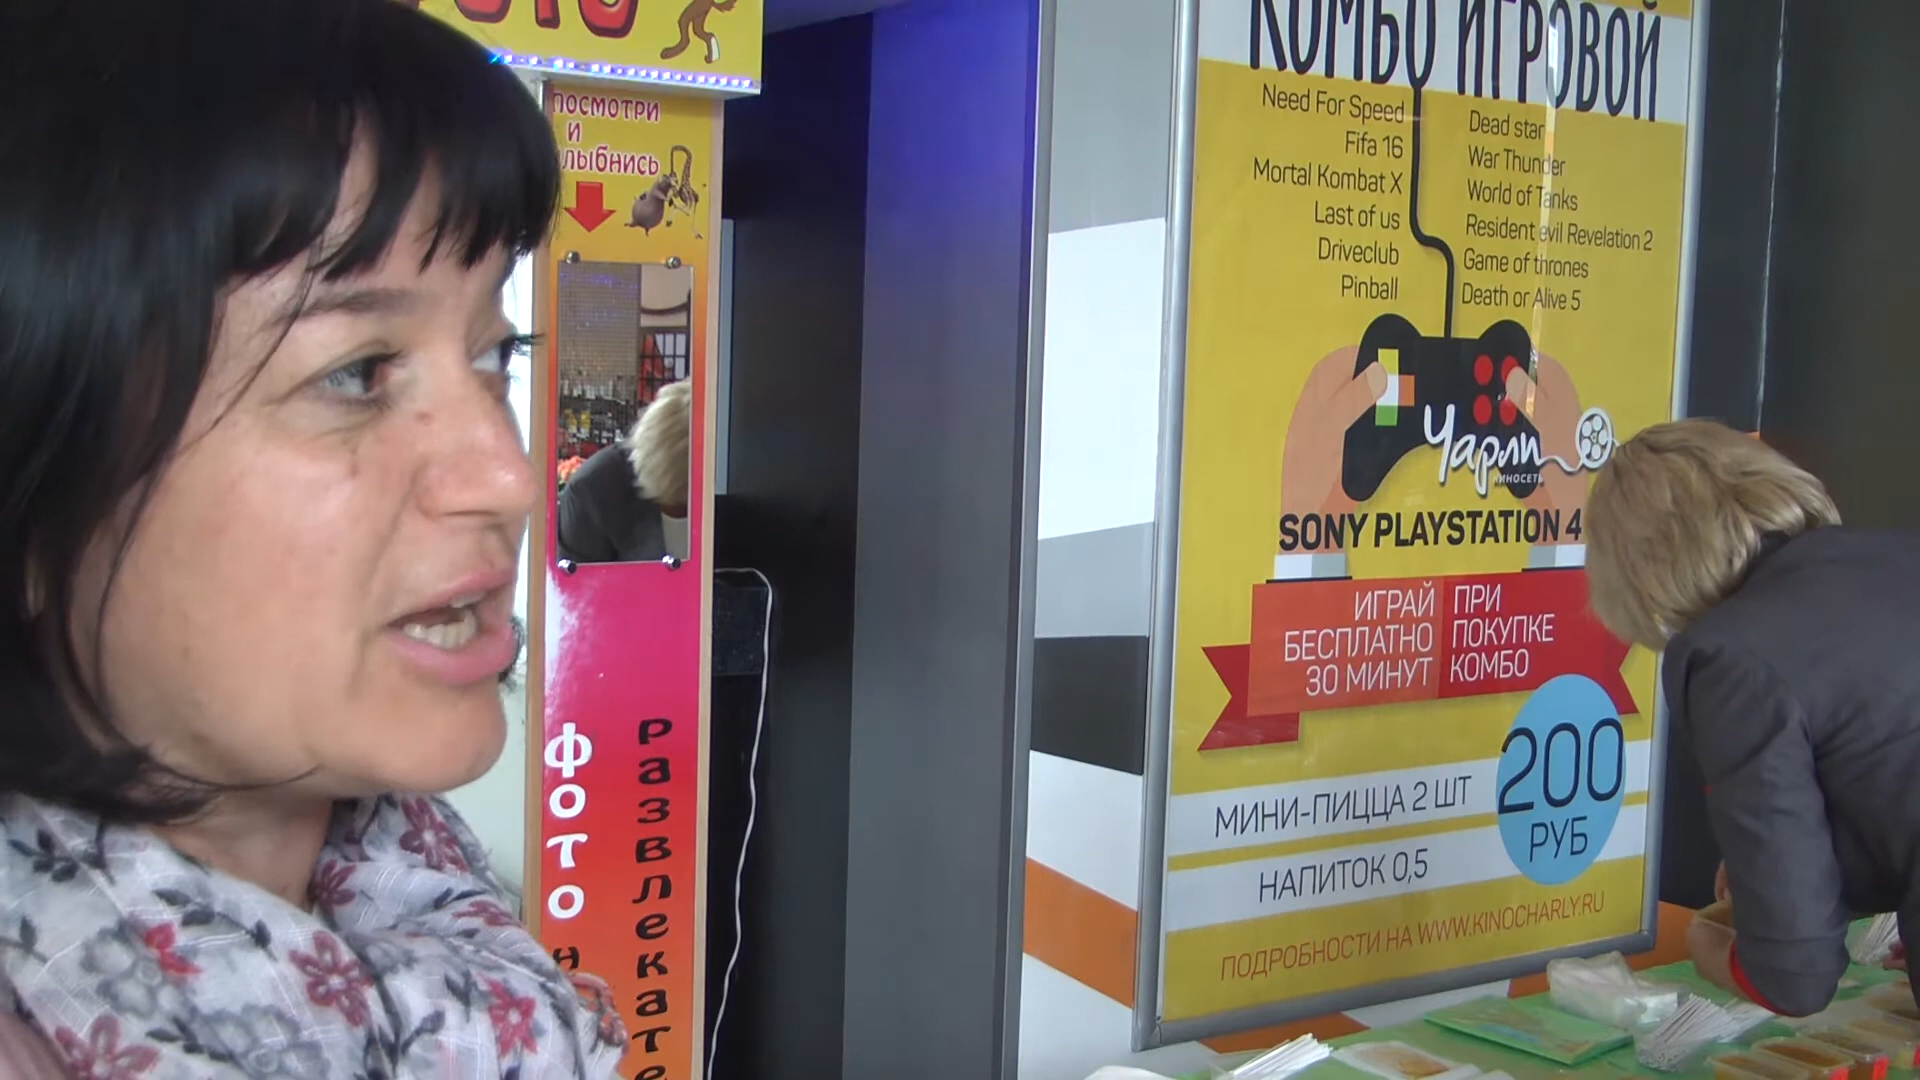 посмотри
и
лыбнись
фото н
развлекате
КОМБО ИГРОВОЙ
Need For Speed
Fifa 16
Mortal Kombat X
Last of us
Driveclub
Pinball
Dead star
War Thunder
World of Tanks
Resident evil Revelation 2
Game of thrones
Death or Alive 5
Чарли
КИНОСЕТЬ
SONY PLAYSTATION 4
ИГРАЙ
БЕСПЛАТНО
30 МИНУТ
ПРИ
ПОКУПКЕ
КОМБО
200
РУБ
МИНИ-ПИЦЦА 2 ШТ
НАПИТОК 0,5
ПОДРОБНОСТИ НА WWW.KINOCHARLY.RU